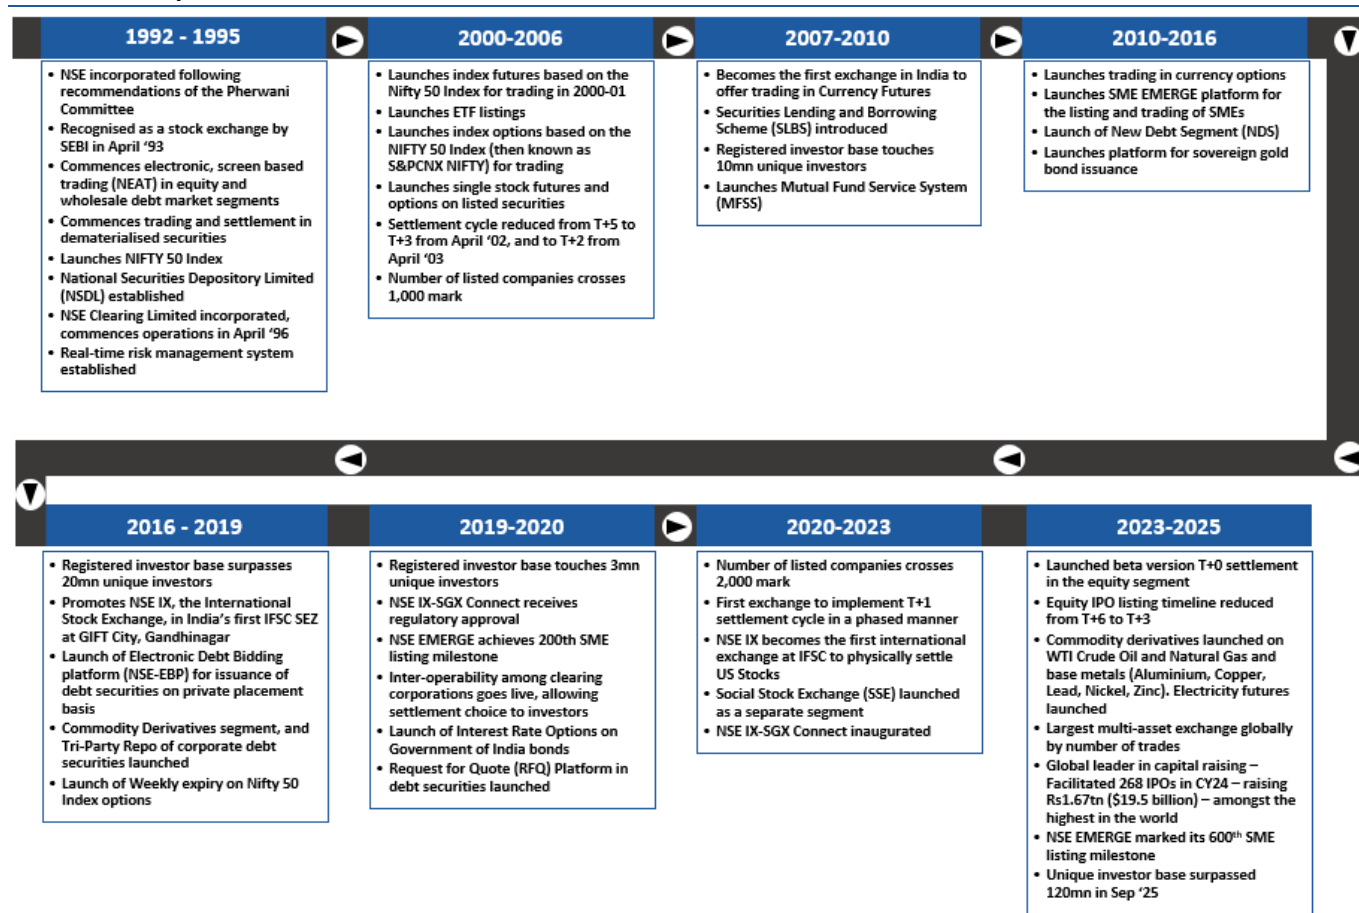 1992 - 1995
• NSE incorporated following
recommendations of the Pherwani
Committee
• Recognised as a stock exchange by
SEBI in April ‘93
• Commences electronic, screen based
trading (NEAT) in equity and
wholesale debt market segments
• Commences trading and settlement in
dematerialised securities
• Launches NIFTY 50 Index
• National Securities Depository Limited
(NSDL) established
• NSE Clearing Limited incorporated,
commences operations in April ‘96
• Real-time risk management system
established
2000-2006
• Launches index futures based on the
Nifty 50 Index for trading in 2000-01
• Launches ETF listings
• Launches index options based on the
NIFTY 50 Index (then known as
S&PCNX NIFTY) for trading
• Launches single stock futures and
options on listed securities
• Settlement cycle reduced from T+5 to
T+3 from April ‘02, and to T+2 from
April ‘03
• Number of listed companies crosses
1,000 mark
2007-2010
• Becomes the first exchange in India to
offer trading in Currency Futures
• Securities Lending and Borrowing
Scheme (SLBS) introduced
• Registered investor base touches
10mn unique investors
• Launches Mutual Fund Service System
(MFSS)
2010-2016
• Launches trading in currency options
• Launches SME EMERGE platform for
the listing and trading of SMEs
• Launch of New Debt Segment (NDS)
• Launches platform for sovereign gold
bond issuance
2016 - 2019
• Registered investor base surpasses
20mn unique investors
• Promotes NSE IX, the International
Stock Exchange, in India’s first IFSC SEZ
at GIFT City, Gandhinagar
• Launch of Electronic Debt Bidding
platform (NSE-EBP) for issuance of
debt securities on private placement
basis
• Commodity Derivatives segment, and
Tri-Party Repo of corporate debt
securities launched
• Launch of Weekly expiry on Nifty 50
Index options
2019-2020
• Registered investor base touches 3mn
unique investors
• NSE IX-SGX Connect receives
regulatory approval
• NSE EMERGE achieves 200th SME
listing milestone
• Inter-operability among clearing
corporations goes live, allowing
settlement choice to investors
• Launch of Interest Rate Options on
Government of India bonds
• Request for Quote (RFQ) Platform in
debt securities launched
2020-2023
• Number of listed companies crosses
2,000 mark
• First exchange to implement T+1
settlement cycle in a phased manner
• NSE IX becomes the first international
exchange at IFSC to physically settle
US Stocks
• Social Stock Exchange (SSE) launched
as a separate segment
• NSE IX-SGX Connect inaugurated
2023-2025
• Launched beta version T+0 settlement
in the equity segment
• Equity IPO listing timeline reduced
from T+6 to T+3
• Commodity derivatives launched on
WTI Crude Oil and Natural Gas and
base metals (Aluminium, Copper,
Lead, Nickel, Zinc). Electricity futures
launched
• Largest multi-asset exchange globally
by number of trades
• Global leader in capital raising –
Facilitated 268 IPOs in CY24 – raising
Rs1.67tn ($19.5 billion) – amongst the
highest in the world
• NSE EMERGE marked its 600th SME
listing milestone
• Unique investor base surpassed
120mn in Sep ‘25